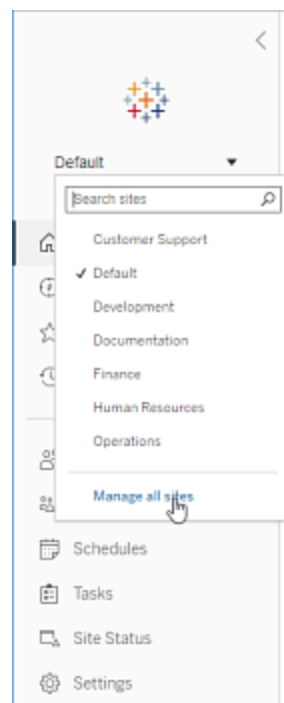 Default
Search sites
Customer Support
Default
Development
Documentation
Finance
Human Resources
Operations
Manage all sites
Schedules
Tasks
Site Status
Settings